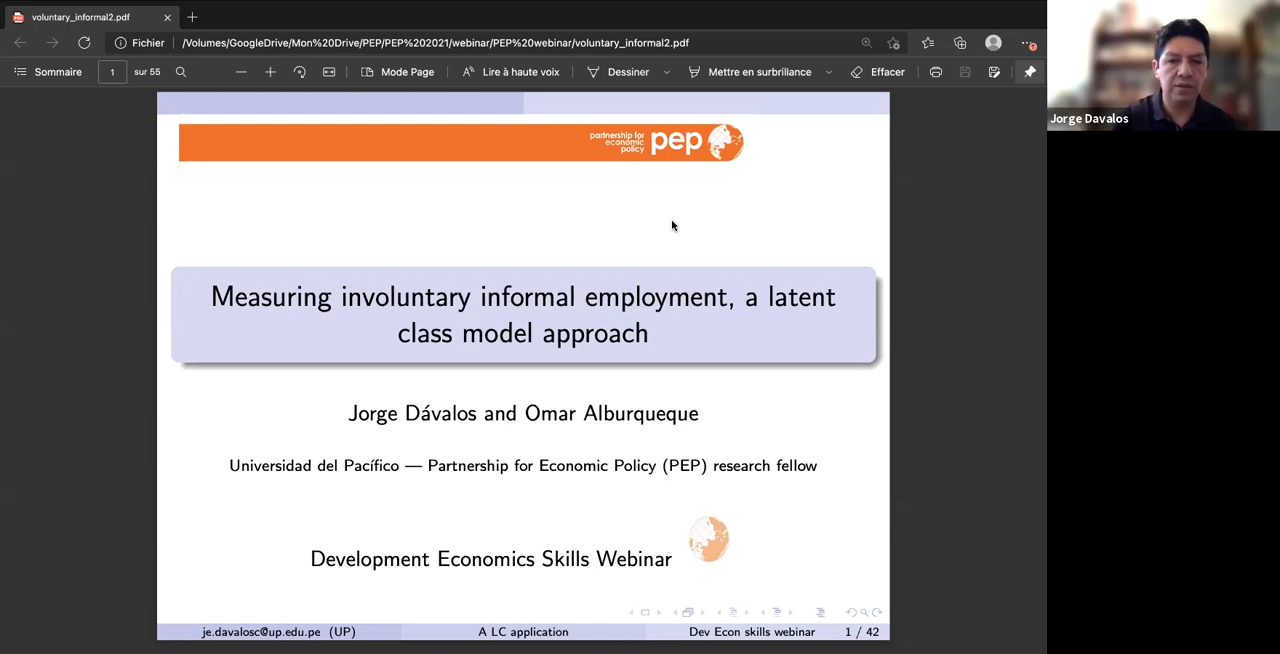 voluntary_informal2.pdf
Fichier
/Volumes/GoogleDrive/Mon%20Drive/PEP/PEP%202021/webinar/PEP%20webinar/voluntary_informal2.pdf
Sommaire
1
sur 55
Mode Page
Lire à haute voix
Dessiner
Mettre en surbrillance
Effacer
Jorge Davalos
partnership for
economic
policy
pep
Measuring involuntary informal employment, a latent
class model approach
Jorge Dávalos and Omar Alburqueque
Universidad del Pacífico — Partnership for Economic Policy (PEP) research fellow
Development Economics Skills Webinar
je.davalosc@up.edu.pe (UP)
A LC application
Dev Econ skills webinar
1 / 42